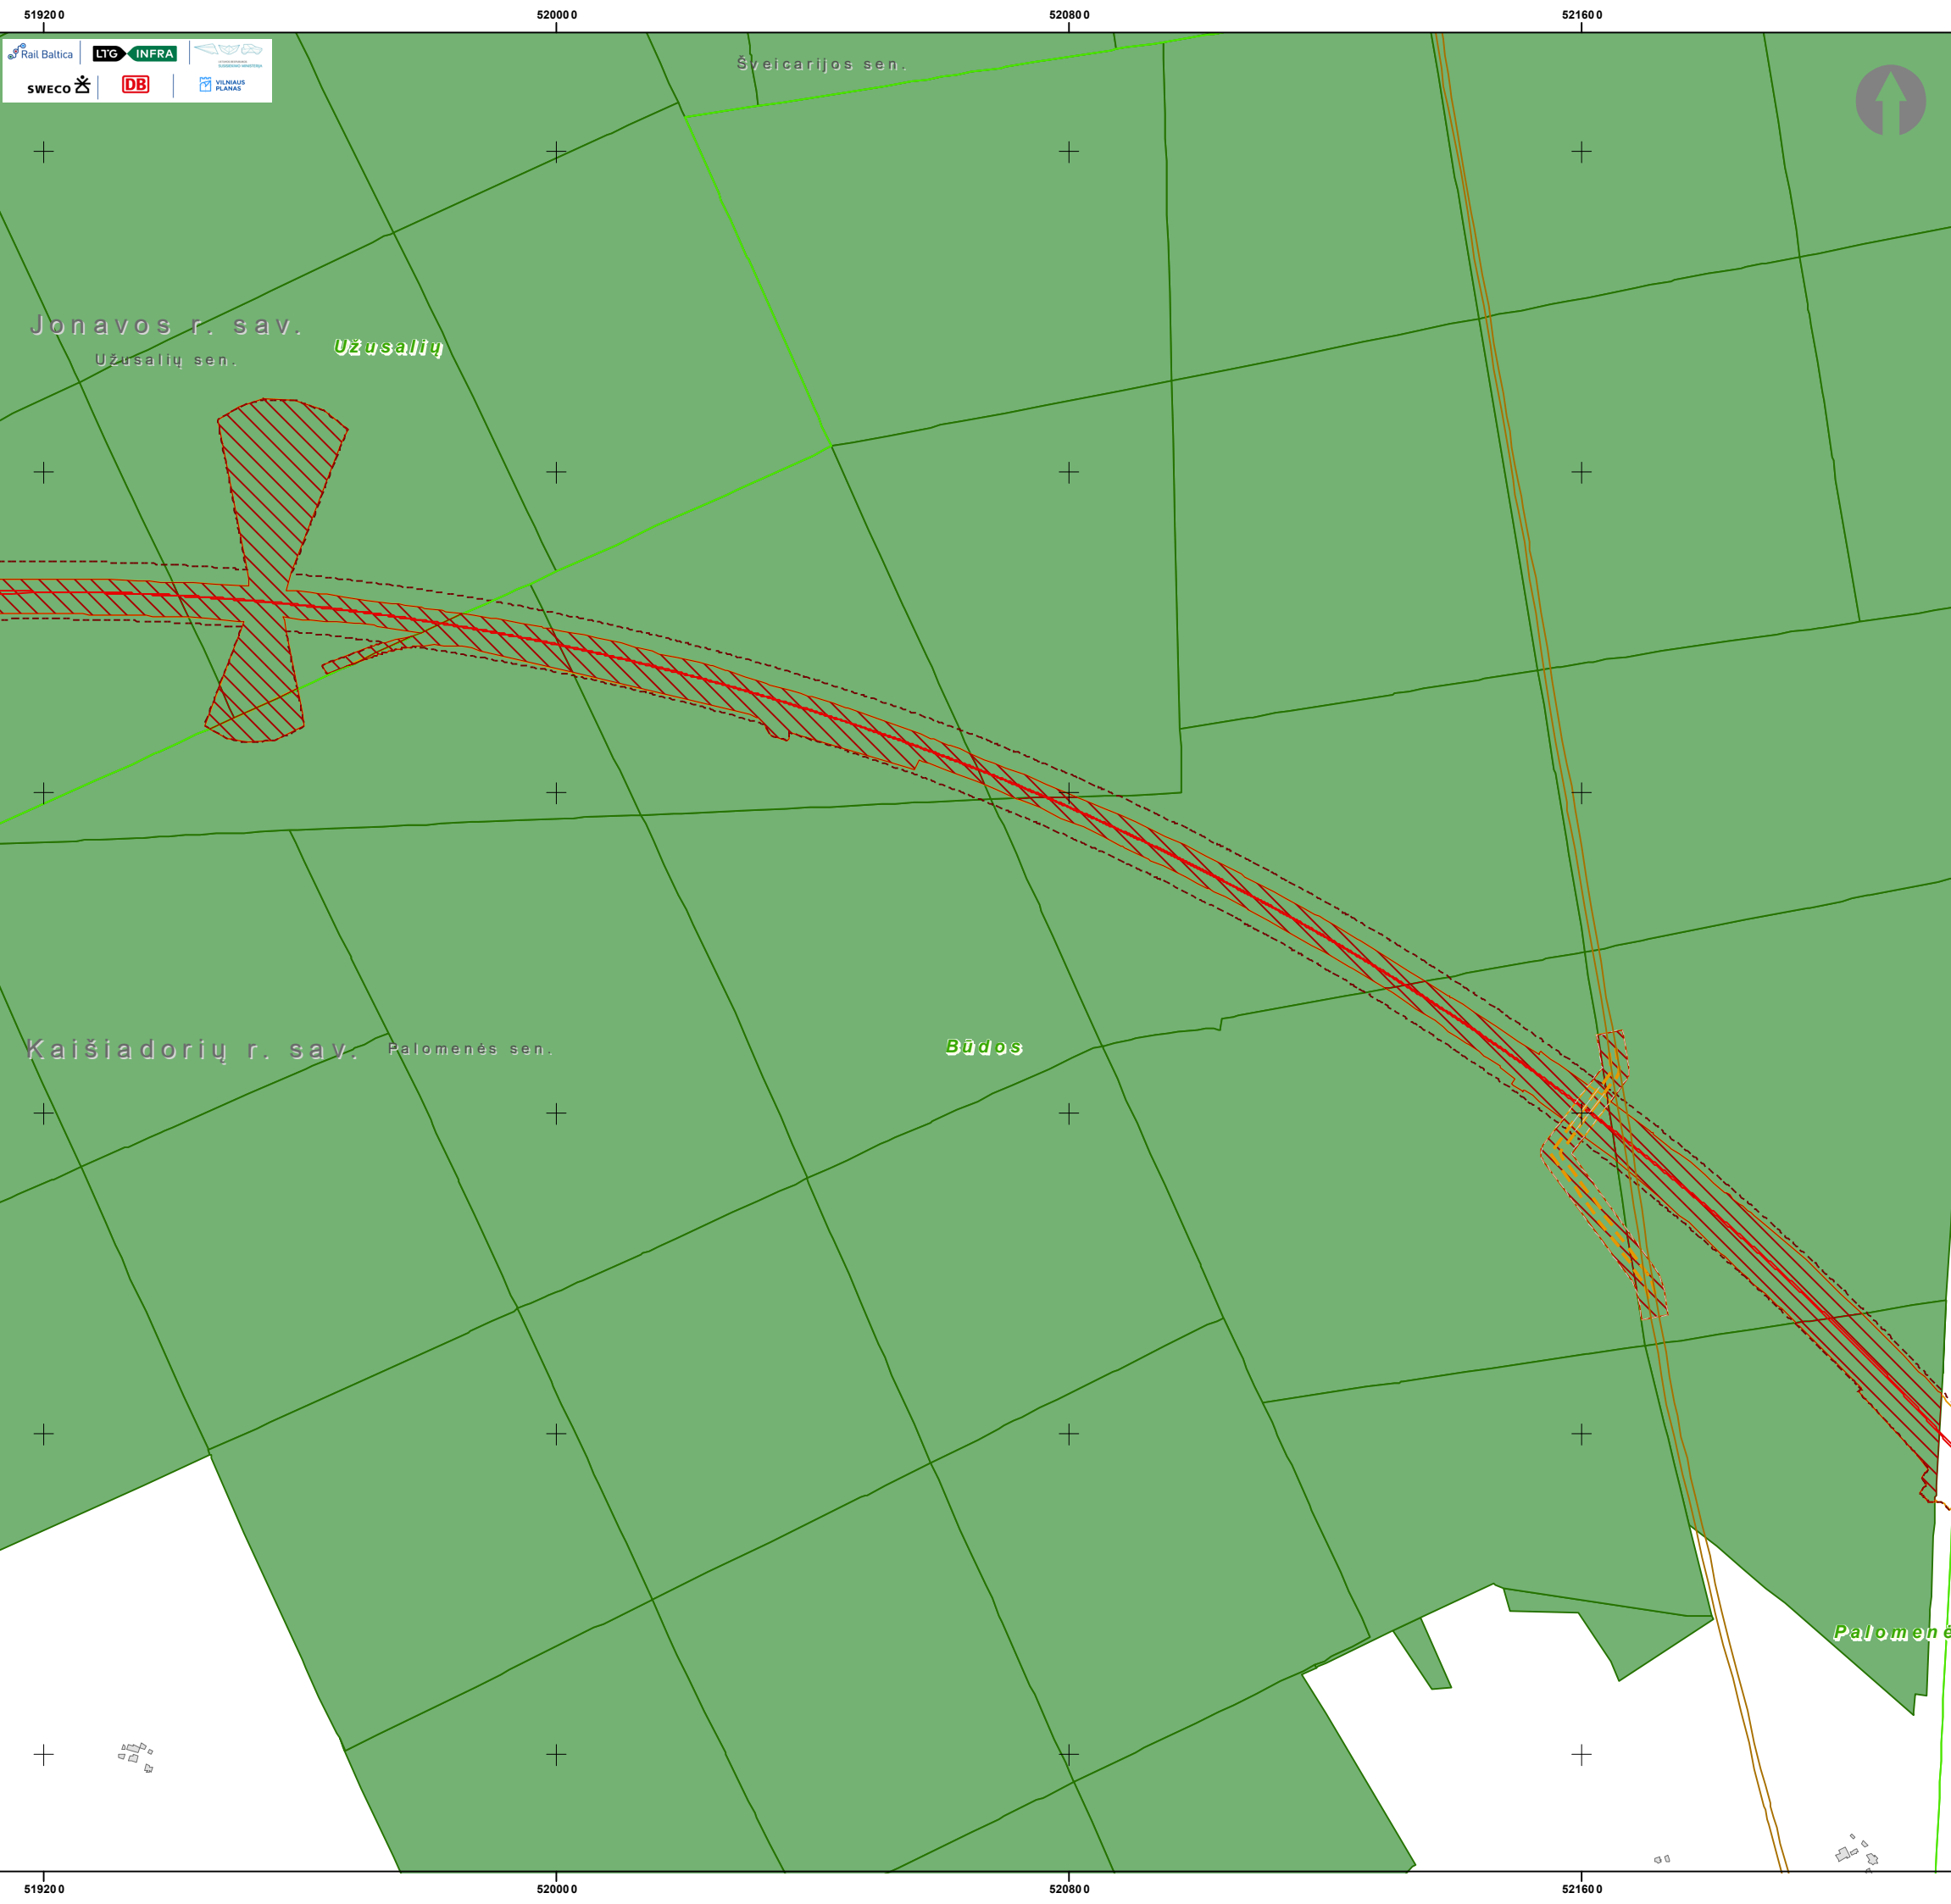 519200 520000 520800 521600
Rail Baltica LTG INFRA
SWECO DB VILNIAUS PLANAS
Šveicarijos sen.
Jonavos r. sav.
Užusalių
Užusalių sen.
Kaišiadorių r. sav.
Palomenės sen.
Būdos
Palomenė
519200 520000 520800 521600